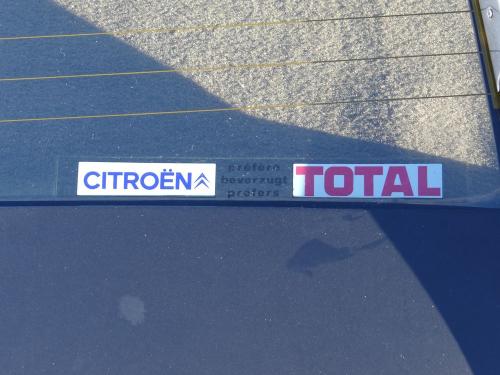 CITROËN
préfère
bevorzugt
prefers
TOTAL